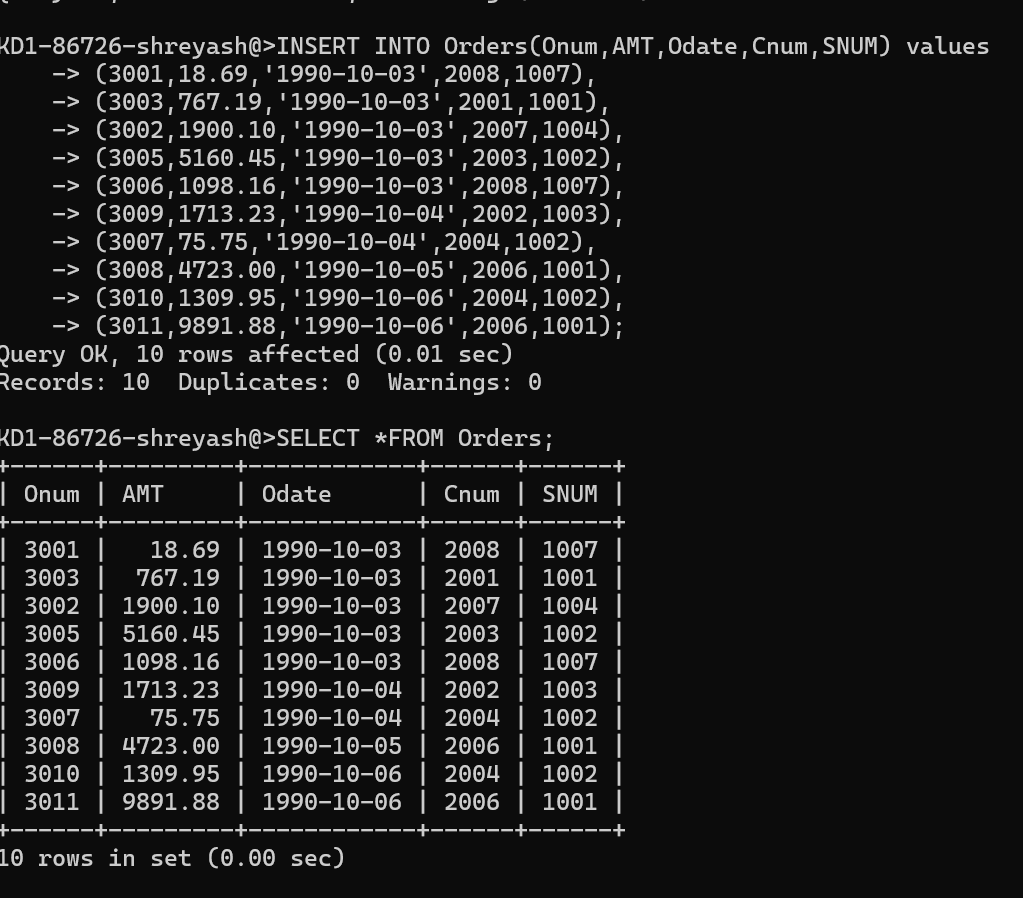 KD1-86726-shreyash@>INSERT INTO Orders(Onum,AMT,Odate,Cnum,SNUM) values
    -> (3001,18.69,'1990-10-03',2008,1007),
    -> (3003,767.19,'1990-10-03',2001,1001),
    -> (3002,1900.10,'1990-10-03',2007,1004),
    -> (3005,5160.45,'1990-10-03',2003,1002),
    -> (3006,1098.16,'1990-10-03',2008,1007),
    -> (3009,1713.23,'1990-10-04',2002,1003),
    -> (3007,75.75,'1990-10-04',2004,1002),
    -> (3008,4723.00,'1990-10-05',2006,1001),
    -> (3010,1309.95,'1990-10-06',2004,1002),
    -> (3011,9891.88,'1990-10-06',2006,1001);
Query OK, 10 rows affected (0.01 sec)
Records: 10  Duplicates: 0  Warnings: 0
KD1-86726-shreyash@>SELECT *FROM Orders;
+------+---------+------------+------+------+
| Onum | AMT     | Odate      | Cnum | SNUM |
+------+---------+------------+------+------+
| 3001 |   18.69 | 1990-10-03 | 2008 | 1007 |
| 3003 |  767.19 | 1990-10-03 | 2001 | 1001 |
| 3002 | 1900.10 | 1990-10-03 | 2007 | 1004 |
| 3005 | 5160.45 | 1990-10-03 | 2003 | 1002 |
| 3006 | 1098.16 | 1990-10-03 | 2008 | 1007 |
| 3009 | 1713.23 | 1990-10-04 | 2002 | 1003 |
| 3007 |   75.75 | 1990-10-04 | 2004 | 1002 |
| 3008 | 4723.00 | 1990-10-05 | 2006 | 1001 |
| 3010 | 1309.95 | 1990-10-06 | 2004 | 1002 |
| 3011 | 9891.88 | 1990-10-06 | 2006 | 1001 |
+------+---------+------------+------+------+
10 rows in set (0.00 sec)